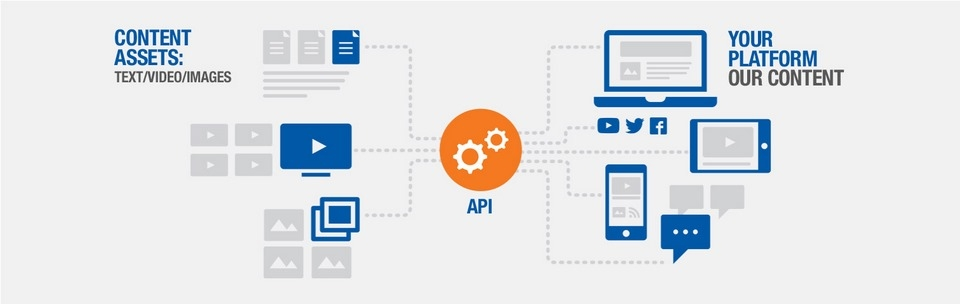 CONTENT
ASSETS:
TEXT/VIDEO/IMAGES
API
YOUR
PLATFORM
OUR CONTENT